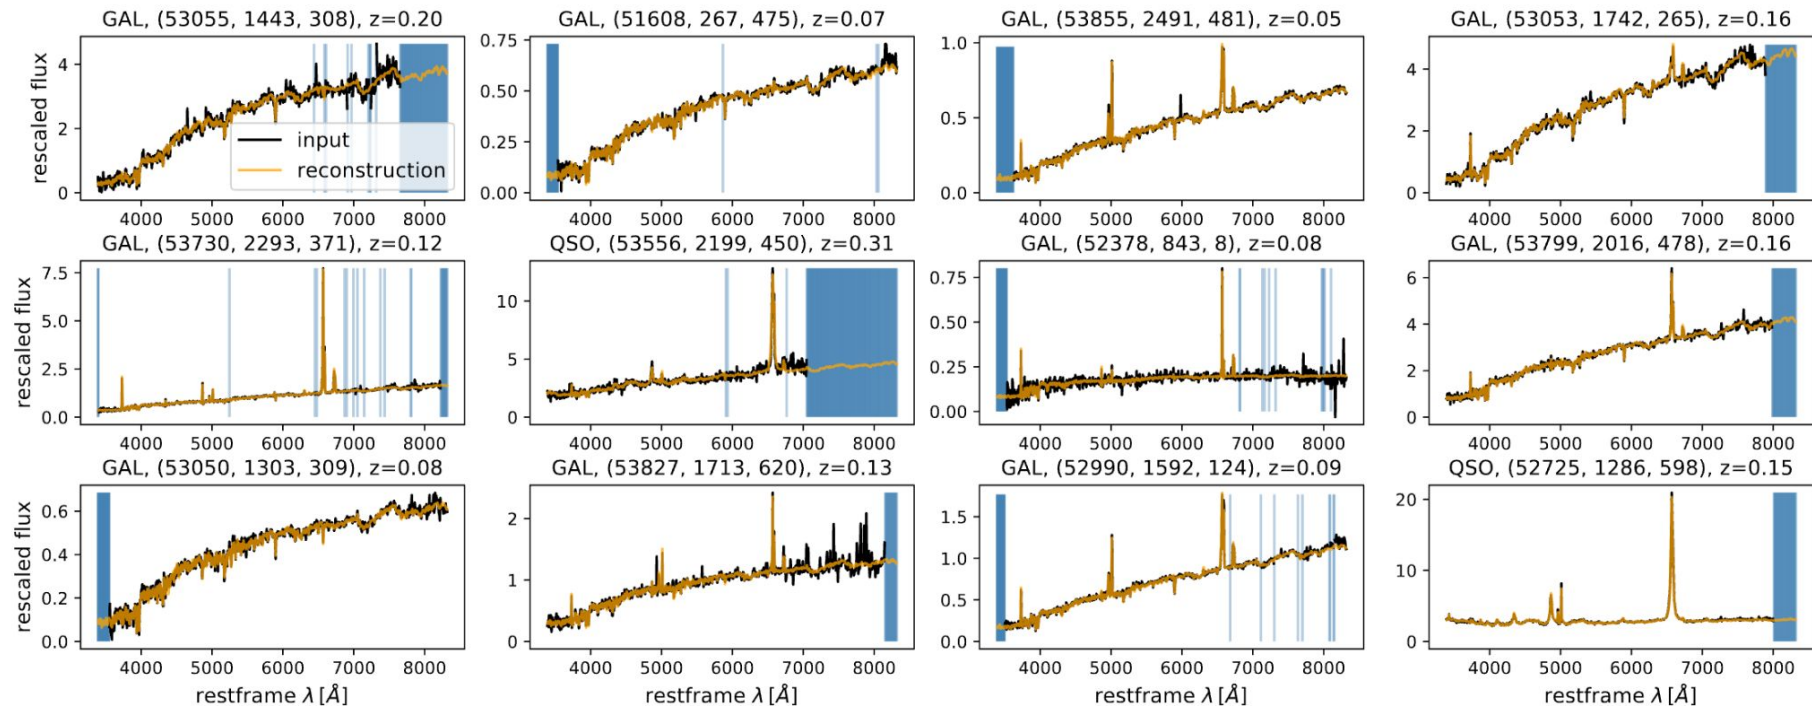 GAL, (53055, 1443, 308), z=0.20
GAL, (51608, 267, 475), z=0.07
GAL, (53855, 2491, 481), z=0.05
GAL, (53053, 1742, 265), z=0.16
rescaled flux
4
2
0
input
reconstruction
4000 5000 6000 7000 8000
0.75
0.50
0.25
0.00
4000 5000 6000 7000 8000
1.0
0.5
0.0
4000 5000 6000 7000 8000
4
2
0
4000 5000 6000 7000 8000
GAL, (53730, 2293, 371), z=0.12
QSO, (53556, 2199, 450), z=0.31
GAL, (52378, 843, 8), z=0.08
GAL, (53799, 2016, 478), z=0.16
rescaled flux
7.5
5.0
2.5
0.0
4000 5000 6000 7000 8000
10
5
0
4000 5000 6000 7000 8000
0.75
0.50
0.25
0.00
4000 5000 6000 7000 8000
6
4
2
0
4000 5000 6000 7000 8000
GAL, (53050, 1303, 309), z=0.08
GAL, (53827, 1713, 620), z=0.13
GAL, (52990, 1592, 124), z=0.09
QSO, (52725, 1286, 598), z=0.15
rescaled flux
0.6
0.4
0.2
0.0
4000 5000 6000 7000 8000
restframe λ [Å]
2
1
0
4000 5000 6000 7000 8000
restframe λ [Å]
1.5
1.0
0.5
0.0
4000 5000 6000 7000 8000
restframe λ [Å]
20
10
0
4000 5000 6000 7000 8000
restframe λ [Å]